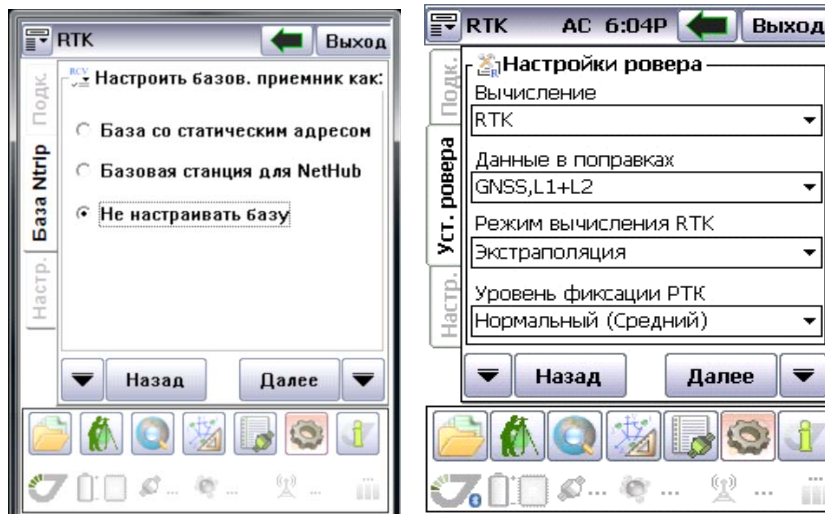 RTK
Выход
Подк.
База Ntrip
Настр.
RCV
Настроить базов. приемник как:
База со статическим адресом
Базовая станция для NetHub
Не настраивать базу
Назад
Далее
...
...
...
RTK
AC 6:04P
Выход
Подк.
Уст. ровера
Настр.
R
Настройки ровера
Вычисление
RTK
Данные в поправках
GNSS,L1+L2
Режим вычисления RTK
Экстраполяция
Уровень фиксации РТК
Нормальный (Средний)
Назад
Далее
...
...
...